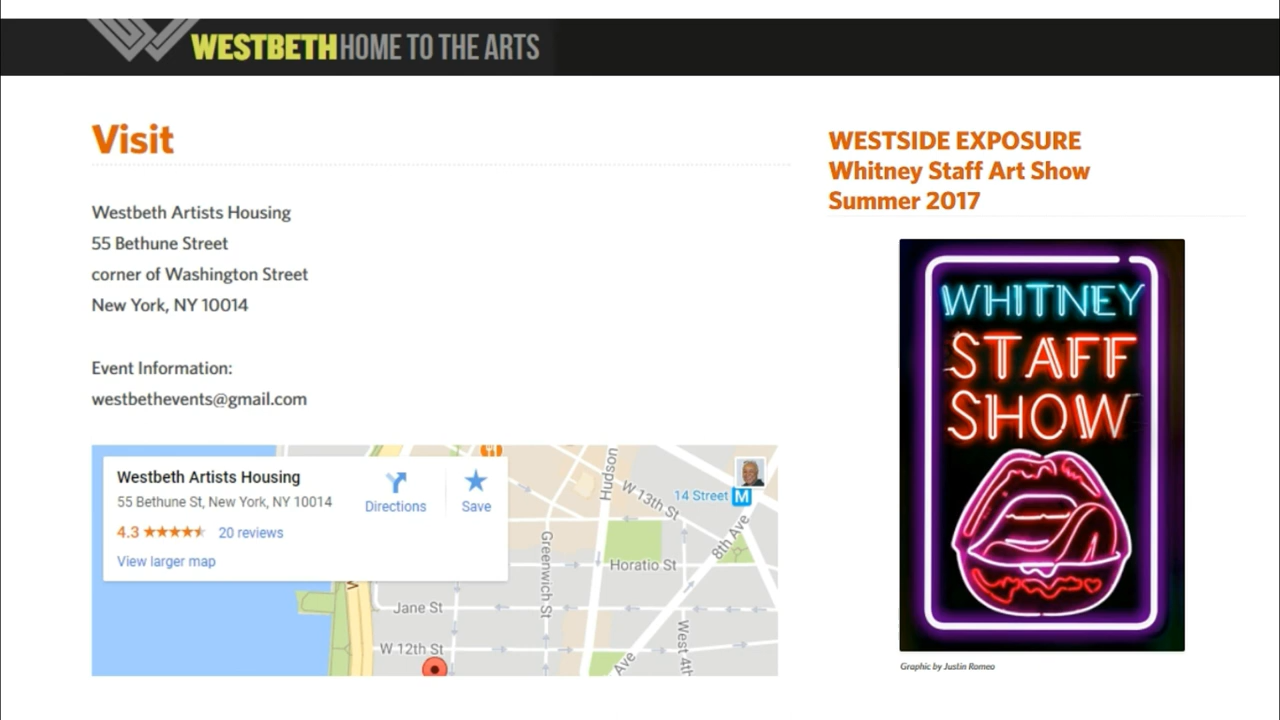 WESTBETH HOME TO THE ARTS
Visit
Westbeth Artists Housing
55 Bethune Street
corner of Washington Street
New York, NY 10014
Event Information:
westbethevents@gmail.com
Westbeth Artists Housing
55 Bethune St, New York, NY 10014
4.3
20 reviews
View larger map
Directions
Save
Hudson
W 13th St
14 Street M
8th Ave
Greenwich St
Horatio St
Jane St
W 12th St
West 4th
Ave
WESTSIDE EXPOSURE
Whitney Staff Art Show
Summer 2017
WHITNEY
STAFF
SHOW
Graphic by Justin Romeo